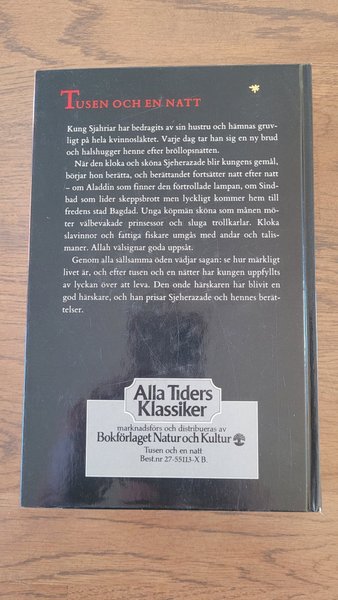 TUSEN OCH EN NATT
Kung Sjahriar har bedragits av sin hustru och hämnas gruv-
ligt på hela kvinnosläktet. Varje dag tar han sig en ny brud
och halshugger henne efter bröllopsnatten.
När den kloka och sköna Sjeherazade blir kungens gemål,
börjar hon berätta, och berättandet fortsätter natt efter natt
– om Aladdin som finner den förtrollade lampan, om Sind-
bad som lider skeppsbrott men lyckligt kommer hem till
fredens stad Bagdad. Unga köpmän sköna som månen mö-
ter välbevakade prinsessor och sluga trollkarlar. Kloka
slavinnor och fattiga fiskare umgås med andar och talis-
maner. Allah välsignar goda uppsåt.
Genom alla sällsamma öden vädjar sagan: se hur märkligt
livet är, och efter tusen och en nätter har kungen uppfyllts
av lyckan över att leva. Den onde härskaren har blivit en
god härskare, och han prisar Sjeherazade och hennes berät-
telser.
Alla Tiders
Klassiker
marknadsförs och distribueras av
Bokförlaget Natur och Kultur
Tusen och en natt
Best.nr 27-55113-X B.